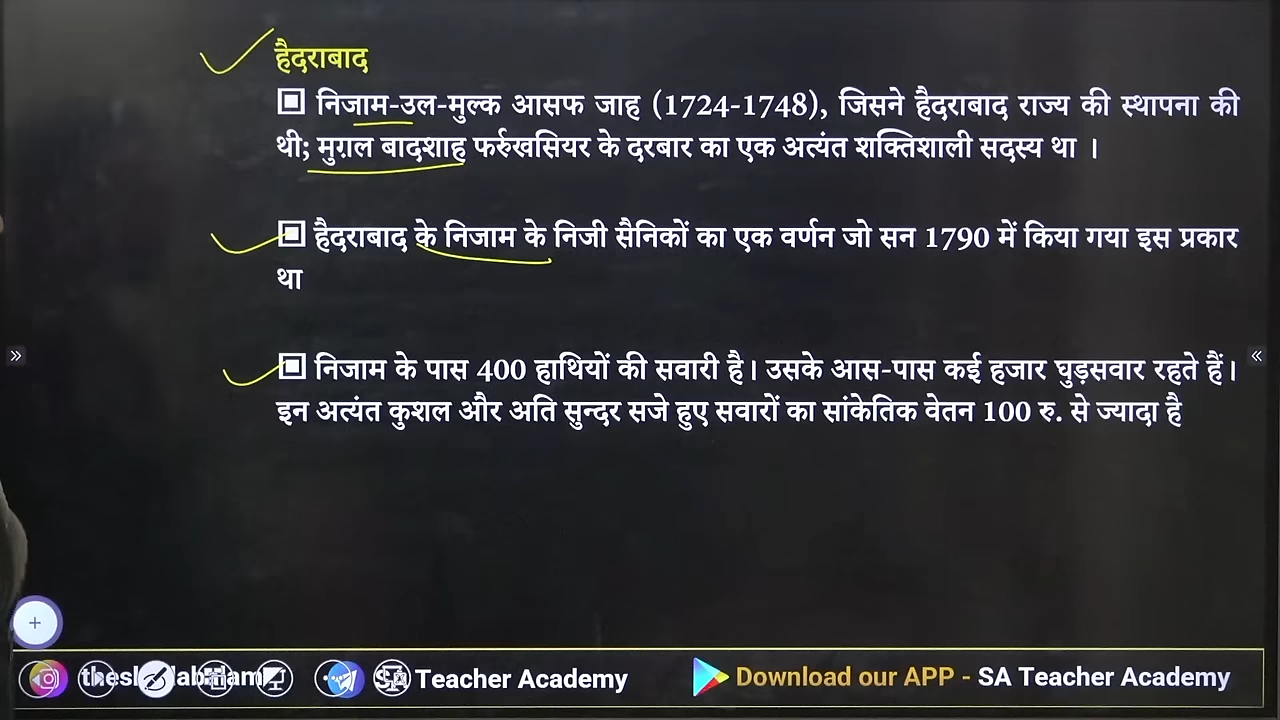 हैदराबाद
निजाम-उल-मुल्क आसफ जाह (1724-1748), जिसने हैदराबाद राज्य की स्थापना की
थी; मुग़ल बादशाह फर्रुखसियर के दरबार का एक अत्यंत शक्तिशाली सदस्य था ।
हैदराबाद के निजाम के निजी सैनिकों का एक वर्णन जो सन 1790 में किया गया इस प्रकार
था
निजाम के पास 400 हाथियों की सवारी है। उसके आस-पास कई हजार घुड़सवार रहते हैं।
इन अत्यंत कुशल और अति सुन्दर सजे हुए सवारों का सांकेतिक वेतन 100 रु. से ज्यादा है
Teacher Academy Download our APP - SA Teacher Academy